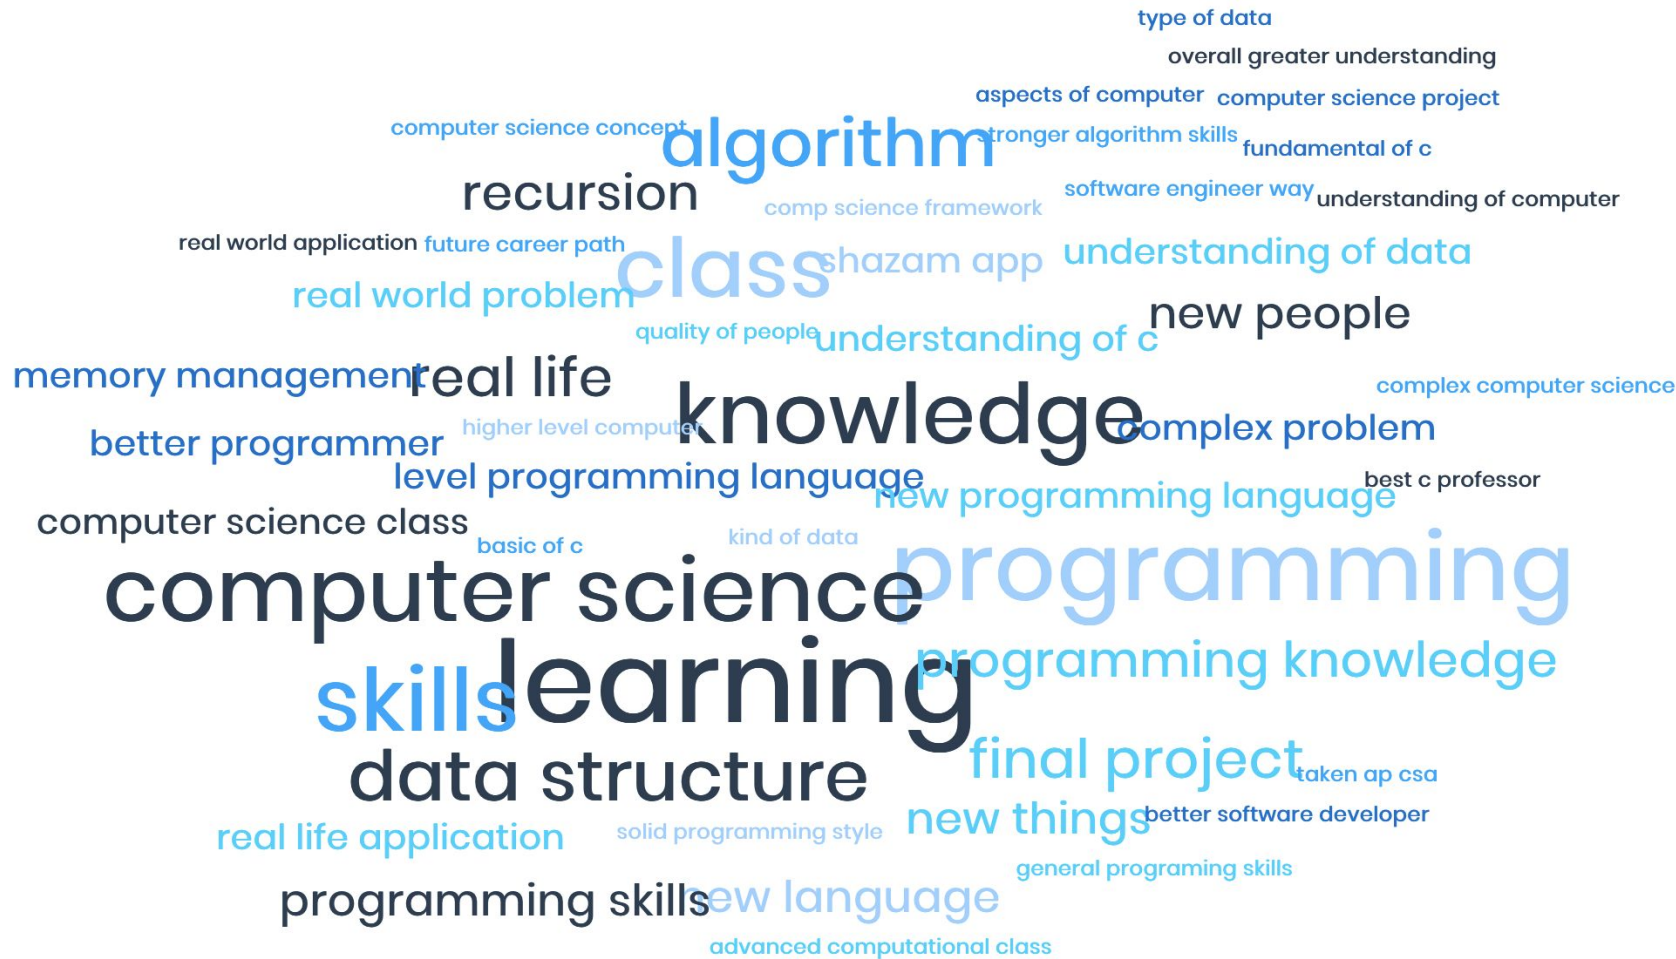 type of data
overall greater understanding
aspects of computer
computer science project
computer science concept
algorithm
stronger algorithm skills
fundamental of c
recursion
comp science framework
software engineer way
understanding of computer
real world application
future career path
class
shazam app
understanding of data
real world problem
new people
quality of people
understanding of c
memory management
real life
knowledge
complex computer science
better programmer
higher level computer
complex problem
level programming language
new programming language
best c professor
computer science class
basic of c
kind of data
programming
computer science
learning
programming knowledge
skills
data structure
final project
taken ap csa
real life application
solid programming style
new things
better software developer
general programing skills
programming skills
new language
advanced computational class